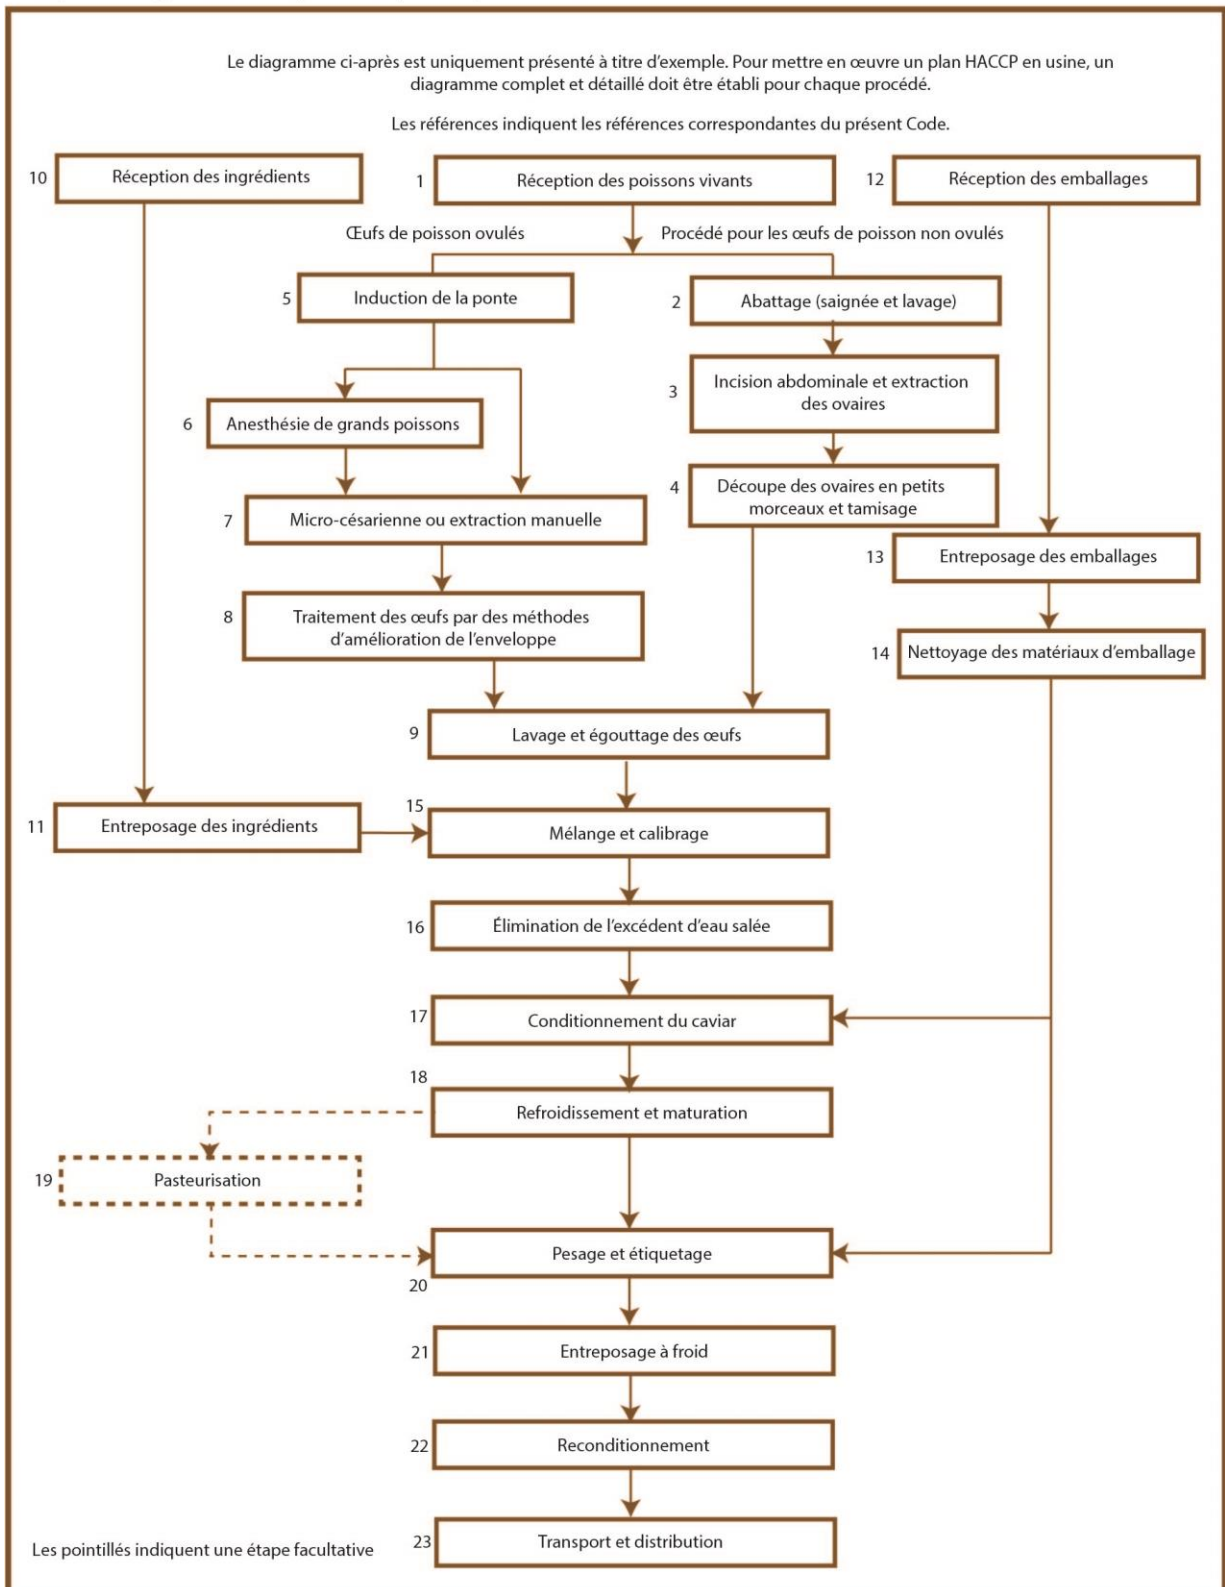 Le diagramme ci-après est uniquement présenté à titre d'exemple. Pour mettre en œuvre un plan HACCP en usine, un
diagramme complet et détaillé doit être établi pour chaque procédé.
Les références indiquent les références correspondantes du présent Code.
10 Réception des ingrédients
1 Réception des poissons vivants
12 Réception des emballages
Œufs de poisson ovulés
Procédé pour les œufs de poisson non ovulés
5 Induction de la ponte
2 Abattage (saignée et lavage)
3 Incision abdominale et extraction
des ovaires
6 Anesthésie de grands poissons
4 Découpe des ovaires en petits
morceaux et tamisage
7 Micro-césarienne ou extraction manuelle
13 Entreposage des emballages
8 Traitement des œufs par des méthodes
d'amélioration de l'enveloppe
14 Nettoyage des matériaux d'emballage
9 Lavage et égouttage des œufs
11 Entreposage des ingrédients
15 Mélange et calibrage
16 Élimination de l'excédent d'eau salée
17 Conditionnement du caviar
18 Refroidissement et maturation
19 Pasteurisation
20 Pesage et étiquetage
21 Entreposage à froid
22 Reconditionnement
23 Transport et distribution
Les pointillés indiquent une étape facultative